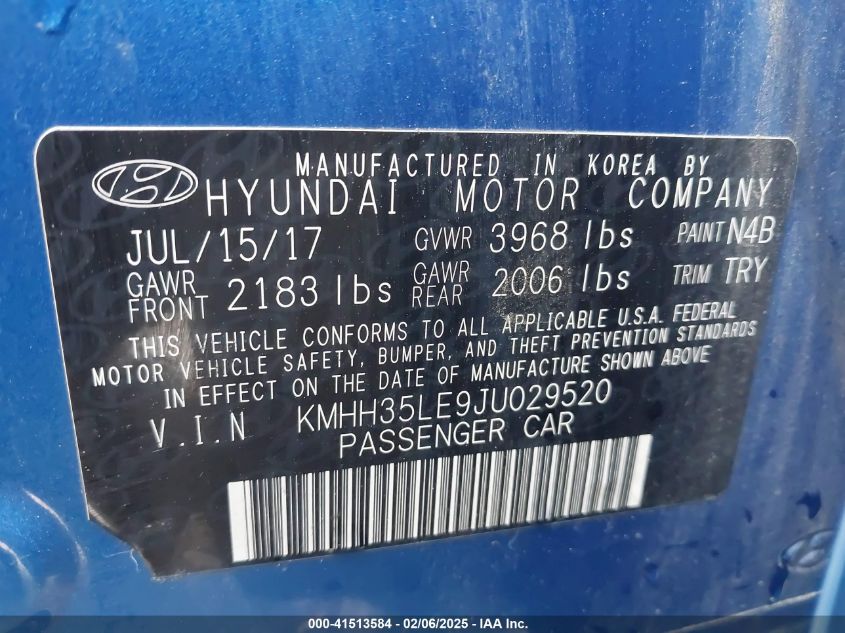 MANUFACTURED IN KOREA BY
HYUNDAI MOTOR COMPANY
JUL/15/17 GVWR 3968 lbs PAINT N4B
GAWR FRONT 2183 lbs GAWR REAR 2006 lbs TRIM TRY
THIS VEHICLE CONFORMS TO ALL APPLICABLE U.S.A. FEDERAL
MOTOR VEHICLE SAFETY, BUMPER, AND THEFT PREVENTION STANDARDS
IN EFFECT ON THE DATE OF MANUFACTURE SHOWN ABOVE
V.I.N KMHH35LE9JU029520
PASSENGER CAR
000-41513584 - 02/06/2025 - IAA Inc.